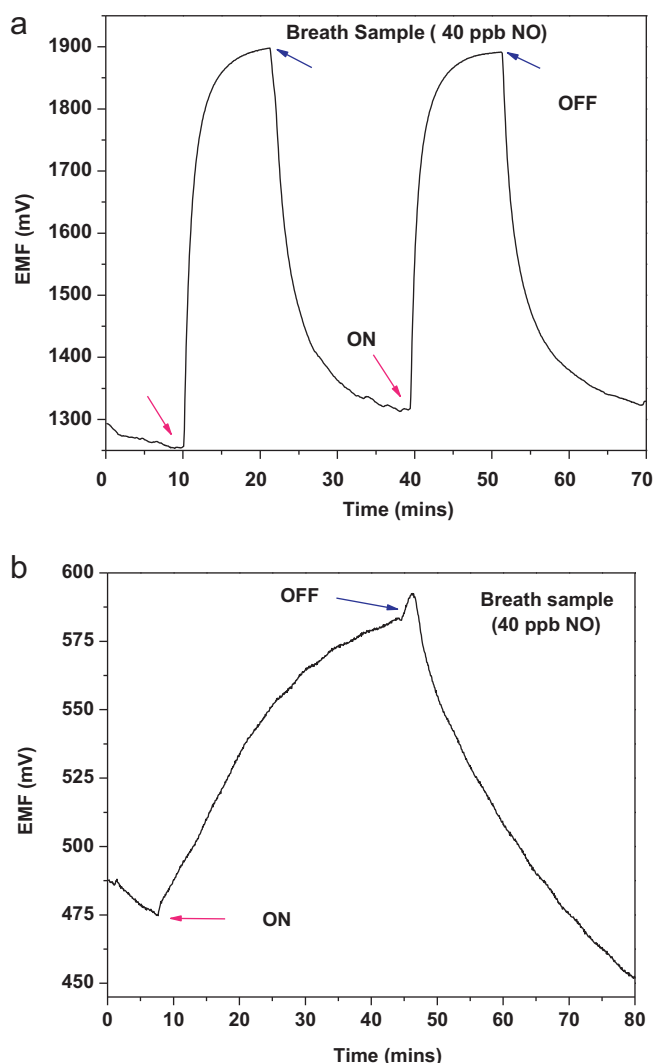 a
Breath Sample ( 40 ppb NO)
1900
1800
1700
1600
1500
1400
1300
EMF (mV)
OFF
ON
0 10 20 30 40 50 60 70
Time (mins)
b
600
575
550
525
500
475
450
EMF (mV)
OFF
Breath sample
(40 ppb NO)
ON
0 10 20 30 40 50 60 70 80
Time (mins)